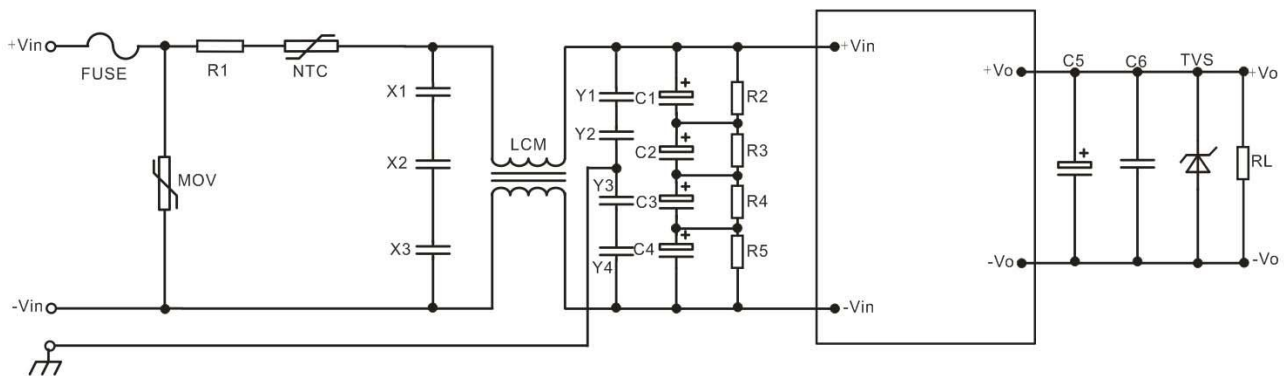 +Vin
FUSE
R1
NTC
MOV
X1
X2
X3
LCM
Y1
Y2
Y3
Y4
C1
+
C2
+
C3
+
C4
+
R2
R3
R4
R5
-Vin
+Vin
-Vin
+Vo
-Vo
C5
+
C6
TVS
+Vo
RL
-Vo